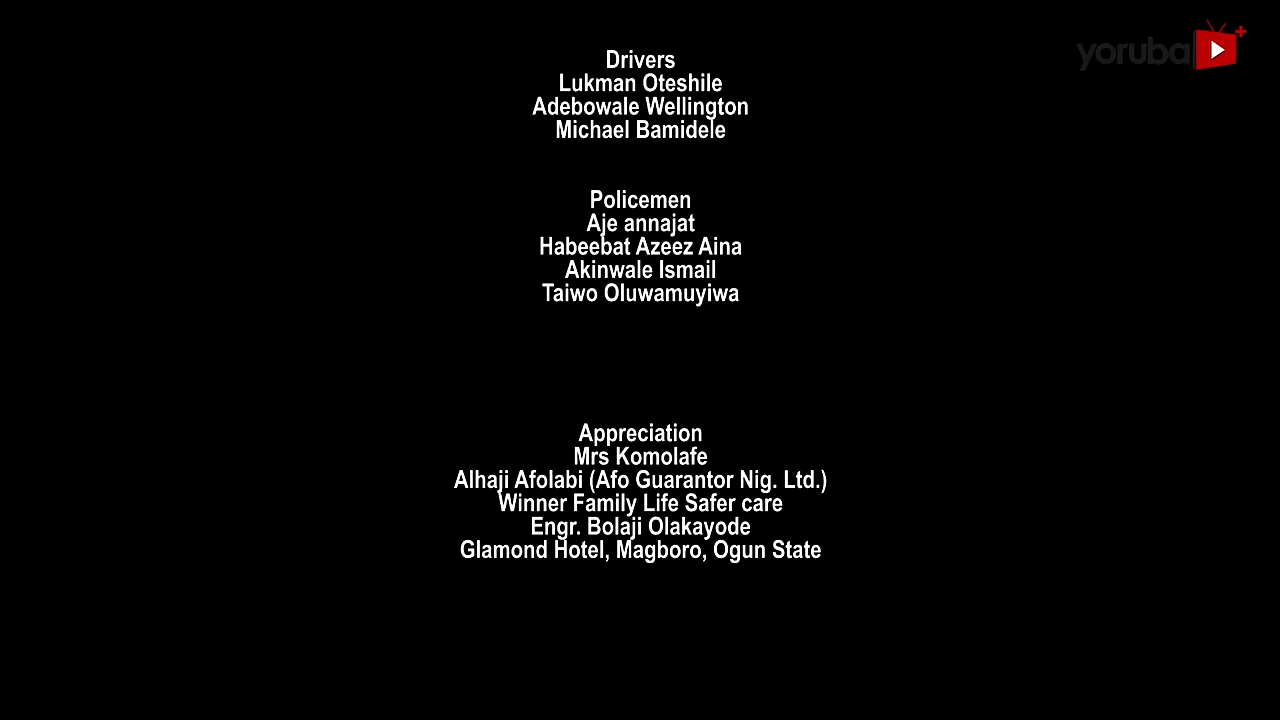 yoruba
Drivers
Lukman Oteshile
Adebowale Wellington
Michael Bamidele
Policemen
Aje annajat
Habeebat Azeez Aina
Akinwale Ismail
Taiwo Oluwamuyiwa
Appreciation
Mrs Komolafe
Alhaji Afolabi (Afo Guarantor Nig. Ltd.)
Winner Family Life Safer care
Engr. Bolaji Olakayode
Glamond Hotel, Magboro, Ogun State